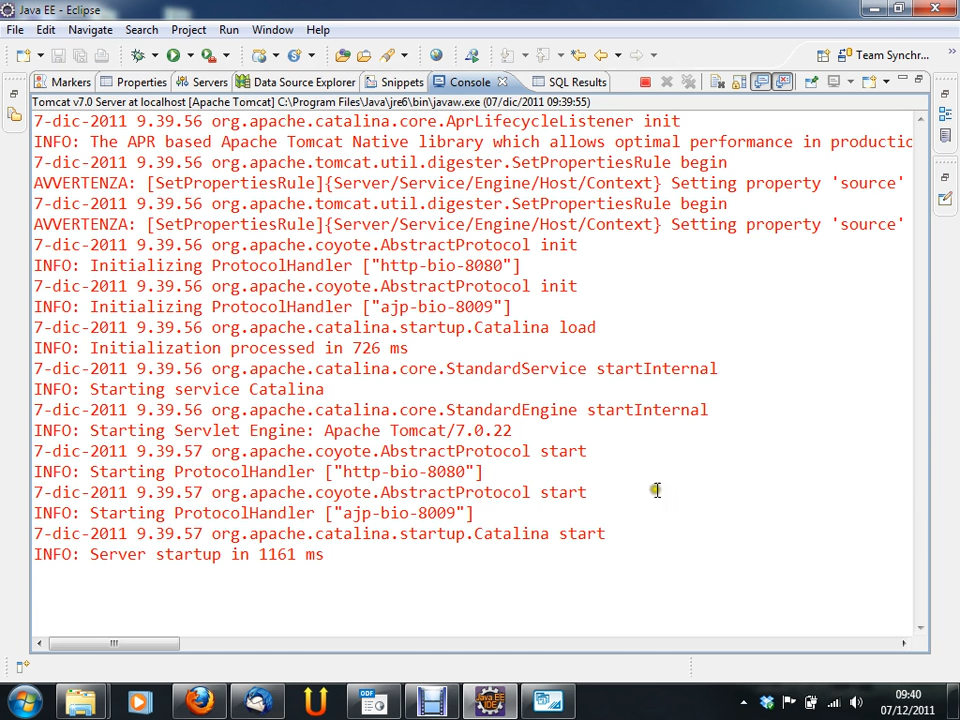 Java EE - Eclipse
File Edit Navigate Search Project Run Window Help
Team Synchr...
Markers Properties Servers Data Source Explorer Snippets Console SQL Results
Tomcat v7.0 Server at localhost [Apache Tomcat] C:\Program Files\Java\jre6\bin\javaw.exe (07/dic/2011 09:39:55)
7-dic-2011 9.39.56 org.apache.catalina.core.AprLifecycleListener init
INFO: The APR based Apache Tomcat Native library which allows optimal performance in productio
7-dic-2011 9.39.56 org.apache.tomcat.util.digester.SetPropertiesRule begin
AVVERTENZA: [SetPropertiesRule]{Server/Service/Engine/Host/Context} Setting property 'source'
7-dic-2011 9.39.56 org.apache.tomcat.util.digester.SetPropertiesRule begin
AVVERTENZA: [SetPropertiesRule]{Server/Service/Engine/Host/Context} Setting property 'source'
7-dic-2011 9.39.56 org.apache.coyote.AbstractProtocol init
INFO: Initializing ProtocolHandler ["http-bio-8080"]
7-dic-2011 9.39.56 org.apache.coyote.AbstractProtocol init
INFO: Initializing ProtocolHandler ["ajp-bio-8009"]
7-dic-2011 9.39.56 org.apache.catalina.startup.Catalina load
INFO: Initialization processed in 726 ms
7-dic-2011 9.39.56 org.apache.catalina.core.StandardService startInternal
INFO: Starting service Catalina
7-dic-2011 9.39.56 org.apache.catalina.core.StandardEngine startInternal
INFO: Starting Servlet Engine: Apache Tomcat/7.0.22
7-dic-2011 9.39.57 org.apache.coyote.AbstractProtocol start
INFO: Starting ProtocolHandler ["http-bio-8080"]
7-dic-2011 9.39.57 org.apache.coyote.AbstractProtocol start
INFO: Starting ProtocolHandler ["ajp-bio-8009"]
7-dic-2011 9.39.57 org.apache.catalina.startup.Catalina start
INFO: Server startup in 1161 ms
ODF
Java EE
IDE
09:40
07/12/2011